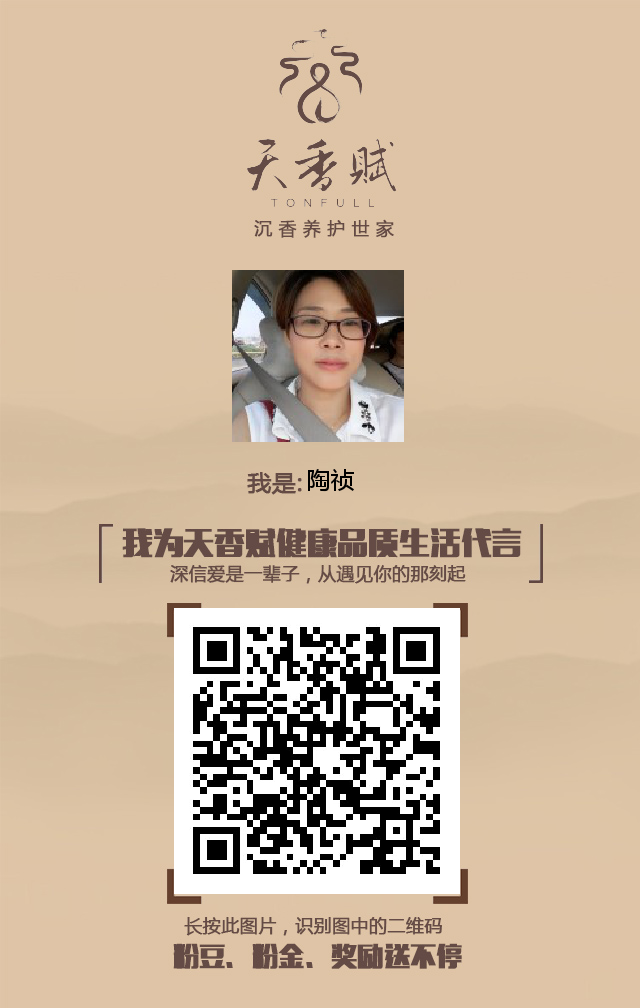 天香赋
TONFULL
沉香养护世家
我是:陶祯
我为天香赋健康品质生活代言
深信爱是一辈子，从遇见你的那刻起
长按此图片，识别图中的二维码
粉豆、粉金、奖励送不停